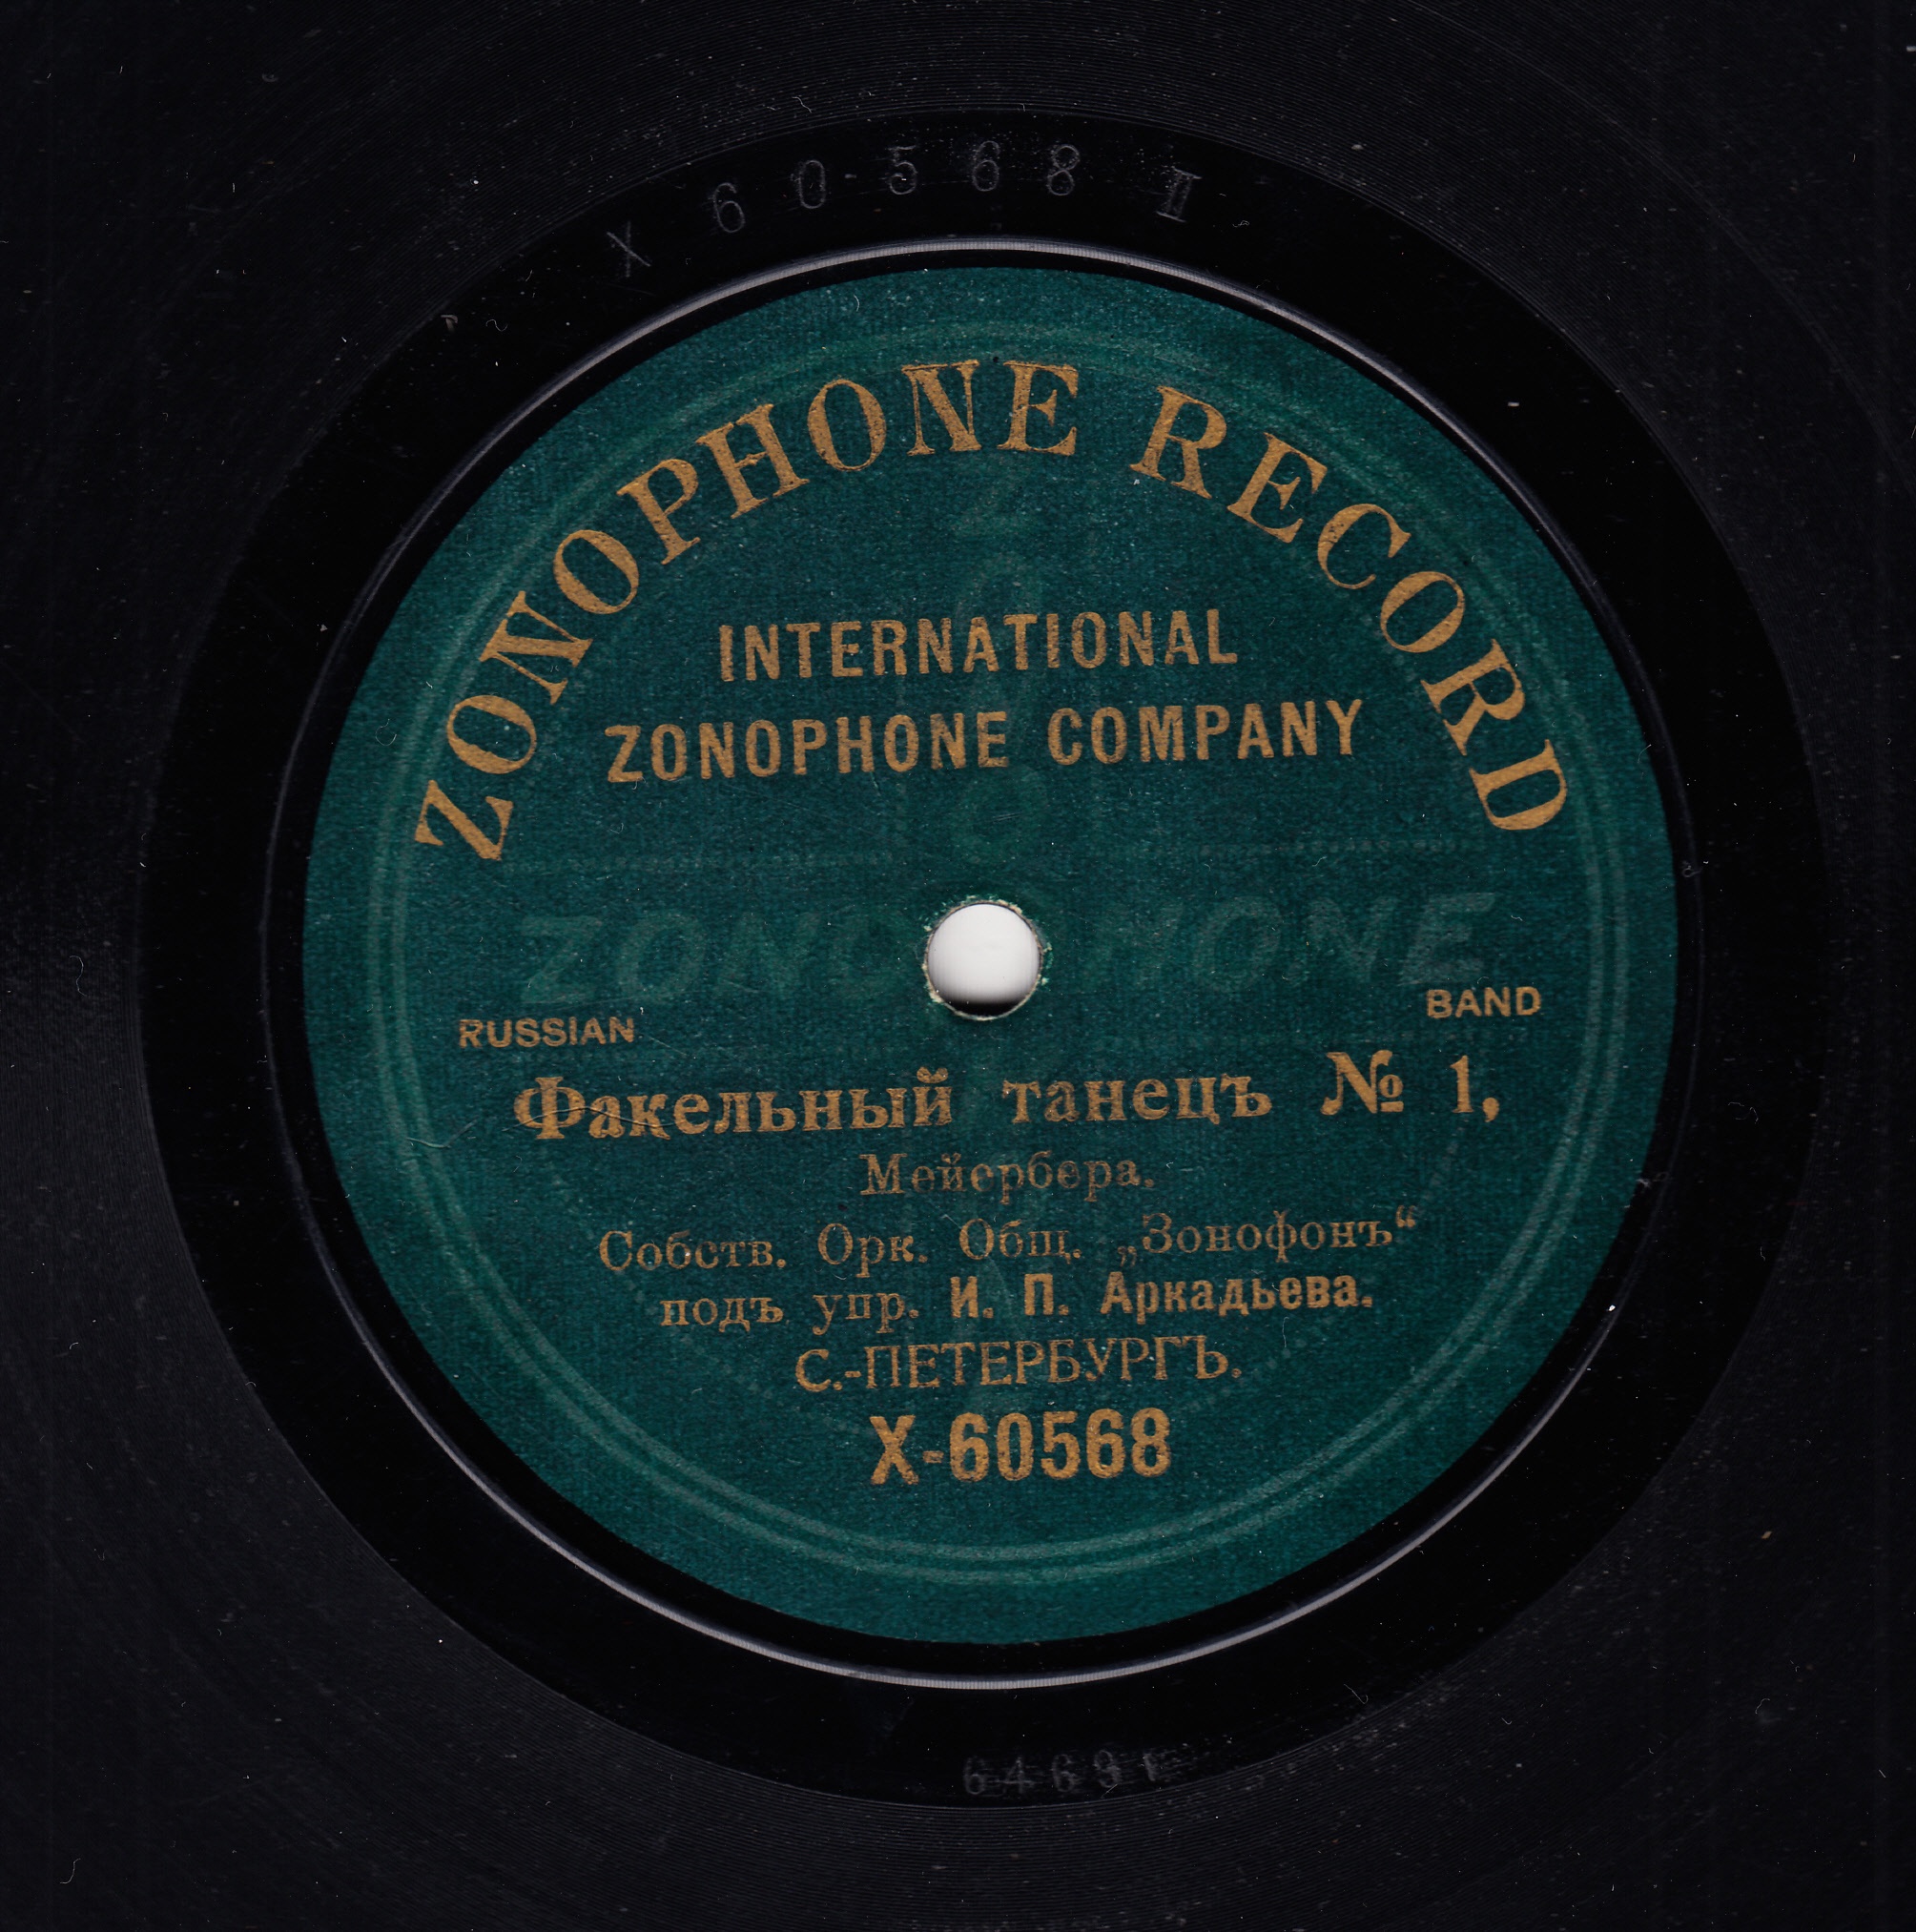 X 60568 II
ZONOPHONE RECORD
INTERNATIONAL
ZONOPHONE COMPANY
ZONOPHONE
RUSSIAN BAND
Факельный танецъ № 1,
Мейербера.
Собств. Орк. Общ. „Зонофонъ“
подъ упр. И. П. Аркадьева.
С.-ПЕТЕРБУРГЪ.
X-60568